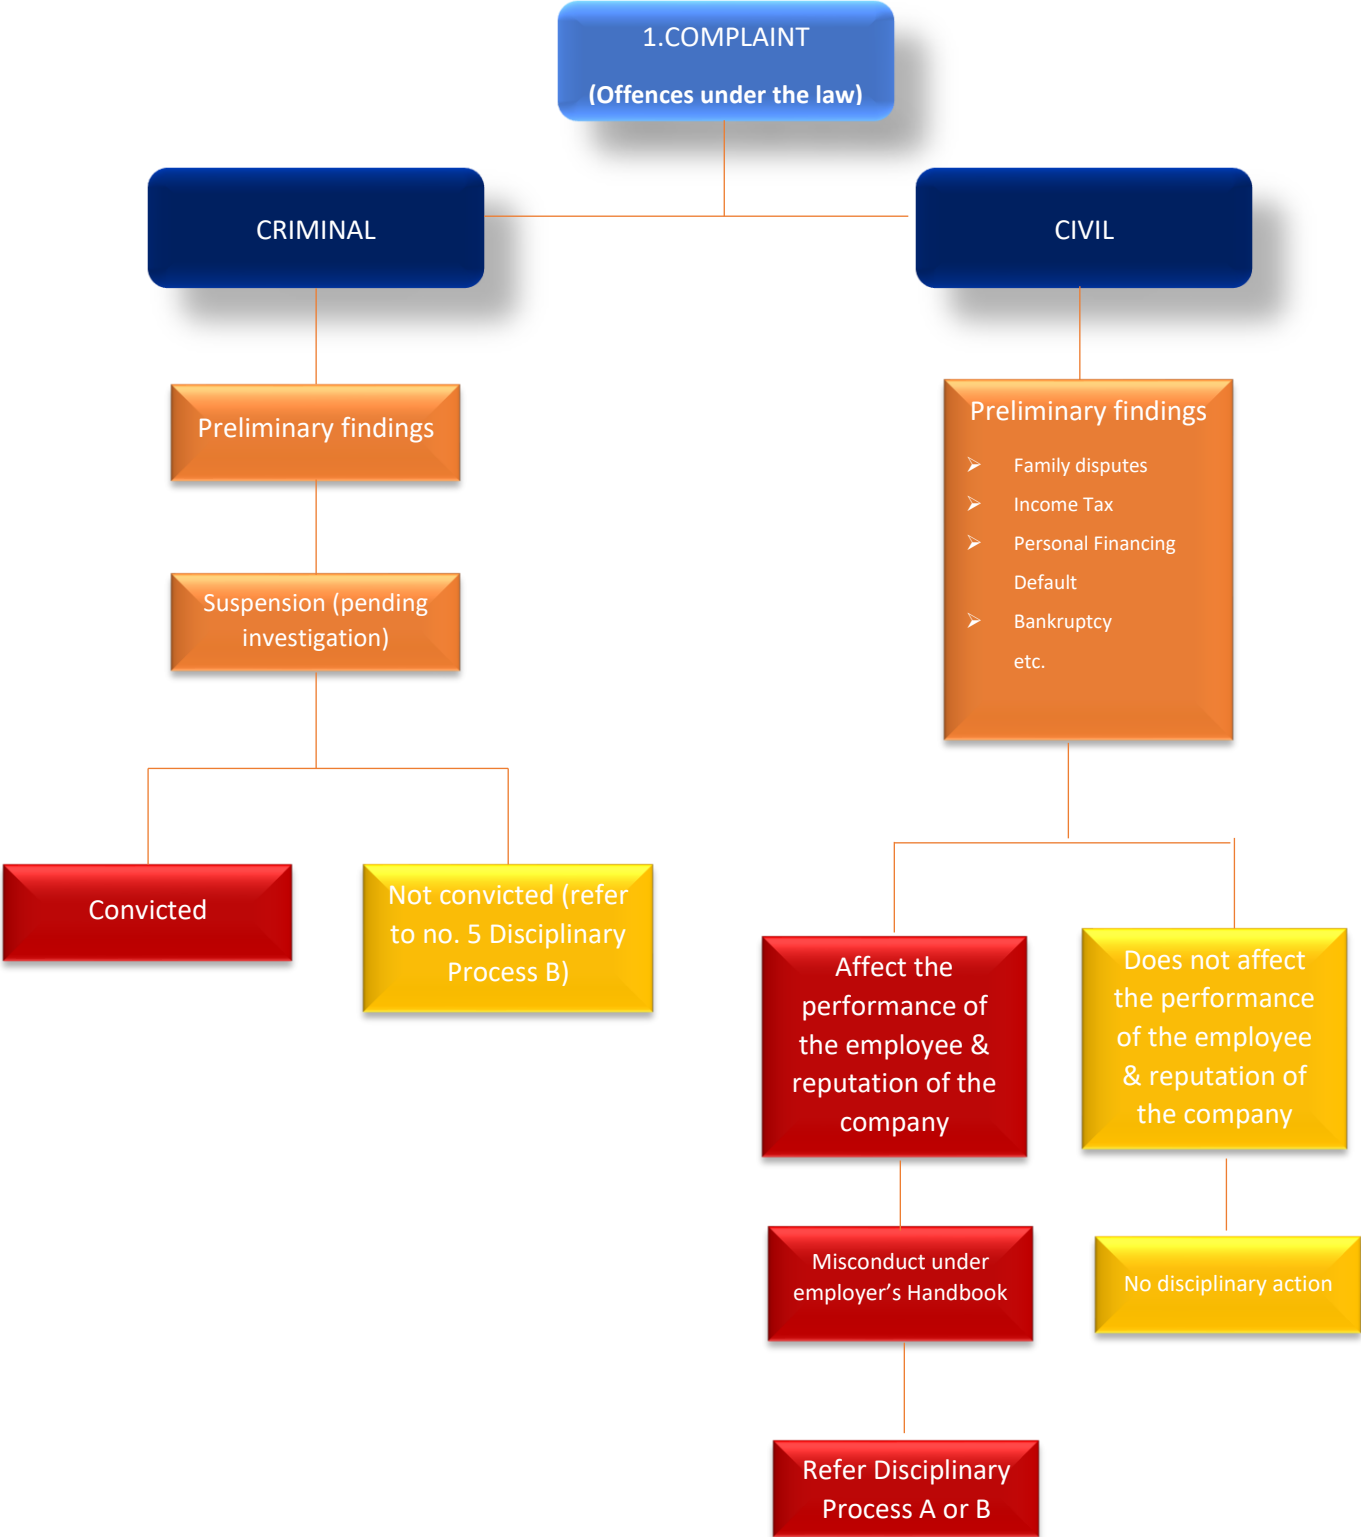 1.COMPLAINT
(Offences under the law)
CRIMINAL
CIVIL
Preliminary findings
Suspension (pending
investigation)
Convicted
Not convicted (refer
to no. 5 Disciplinary
Process B)
Preliminary findings
➢ Family disputes
➢ Income Tax
➢ Personal Financing
Default
➢ Bankruptcy
etc.
Affect the
performance of
the employee &
reputation of the
company
Misconduct under
employer’s Handbook
Refer Disciplinary
Process A or B
Does not affect
the performance
of the employee
& reputation of
the company
No disciplinary action